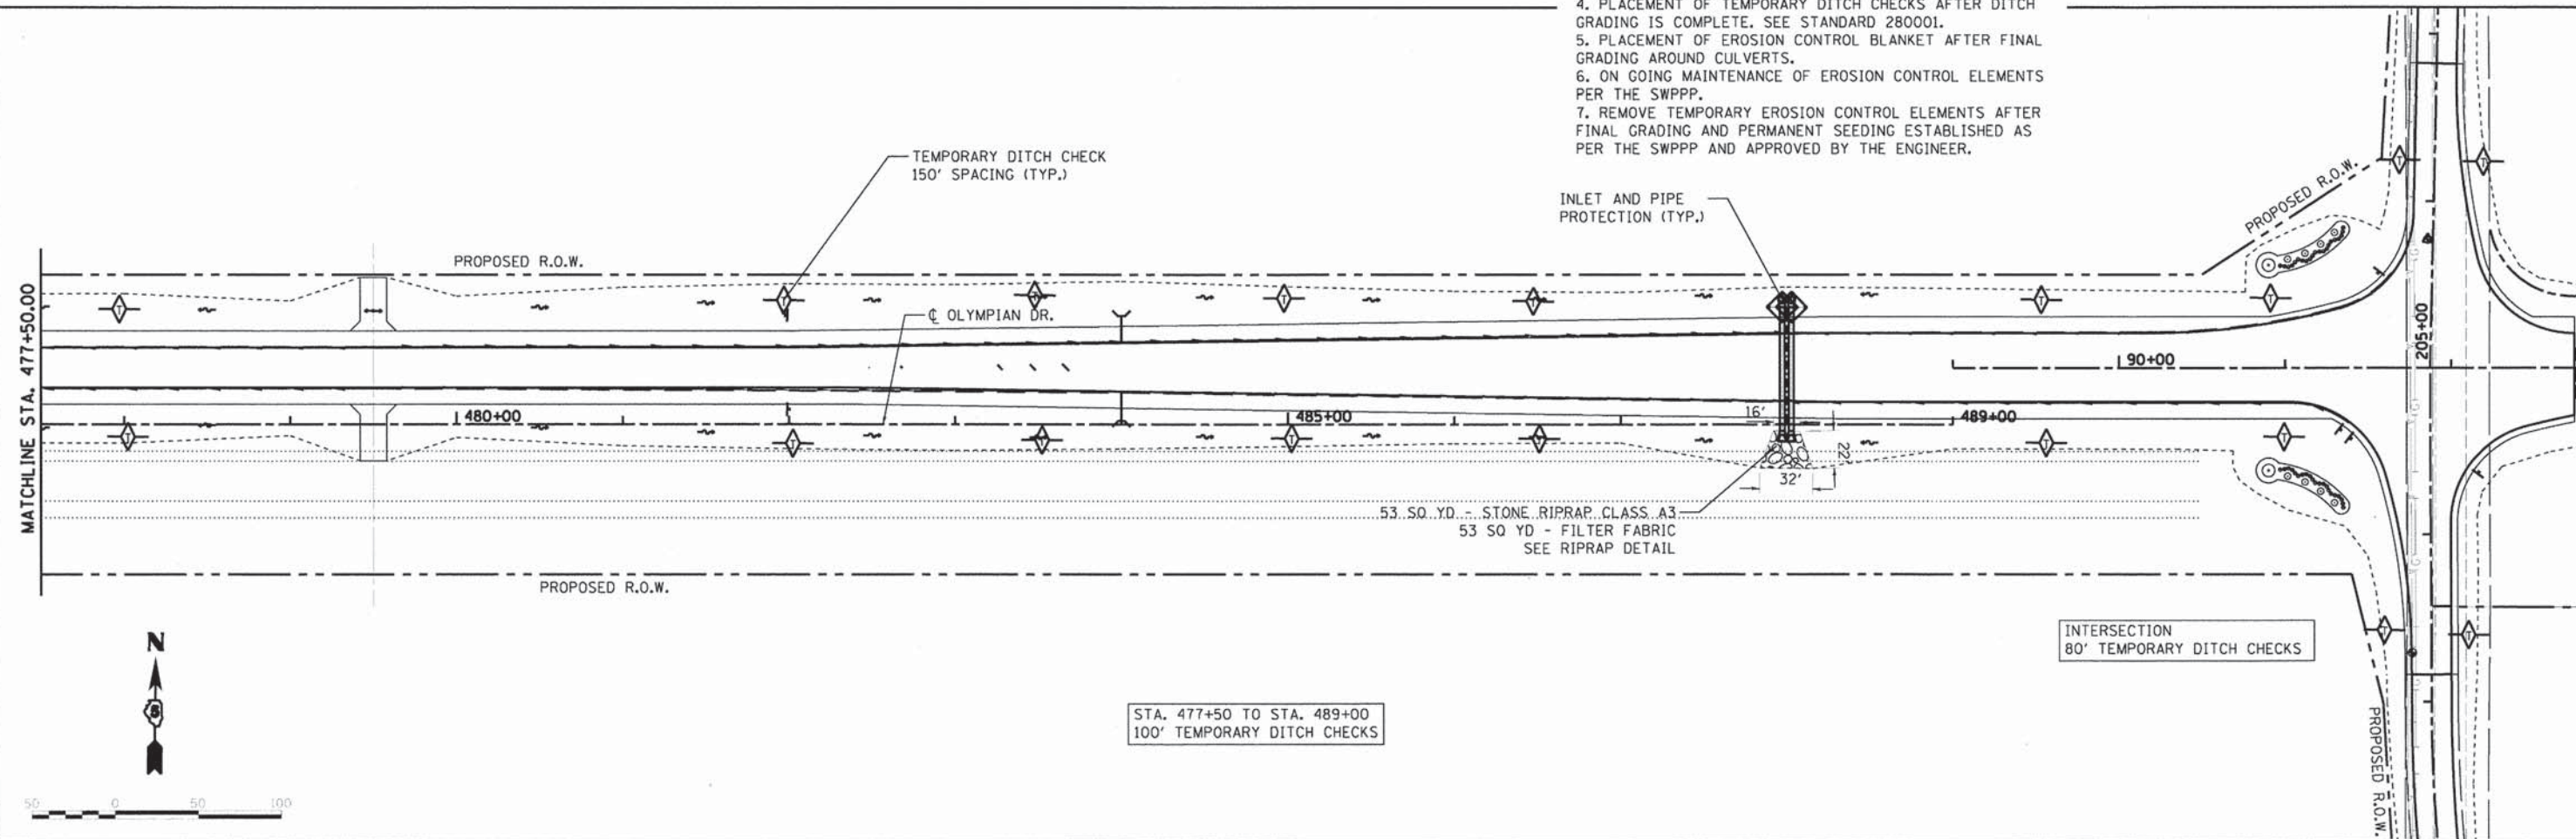 4. PLACEMENT OF TEMPORARY DITCH CHECKS AFTER DITCH
GRADING IS COMPLETE. SEE STANDARD 280001.
5. PLACEMENT OF EROSION CONTROL BLANKET AFTER FINAL
GRADING AROUND CULVERTS.
6. ON GOING MAINTENANCE OF EROSION CONTROL ELEMENTS
PER THE SWPPP.
7. REMOVE TEMPORARY EROSION CONTROL ELEMENTS AFTER
FINAL GRADING AND PERMANENT SEEDING ESTABLISHED AS
PER THE SWPPP AND APPROVED BY THE ENGINEER.
TEMPORARY DITCH CHECK
150' SPACING (TYP.)
INLET AND PIPE
PROTECTION (TYP.)
PROPOSED R.O.W.
PROPOSED R.O.W.
MATCHLINE STA. 477+50.00
℄ OLYMPIAN DR.
205+00
90+00
480+00
485+00
16'
489+00
22'
32'
53 SQ YD - STONE RIPRAP CLASS A3
53 SQ YD - FILTER FABRIC
SEE RIPRAP DETAIL
PROPOSED R.O.W.
N
5
INTERSECTION
80' TEMPORARY DITCH CHECKS
STA. 477+50 TO STA. 489+00
100' TEMPORARY DITCH CHECKS
PROPOSED R.O.W.
50 0 50 100